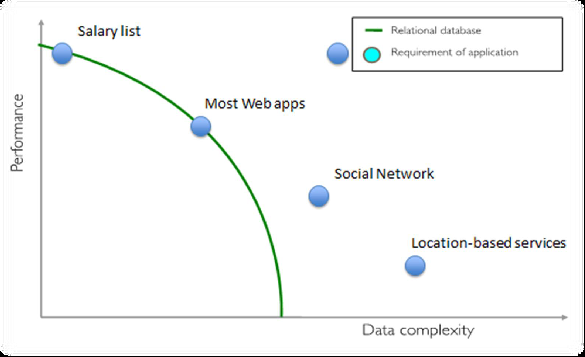 Salary list
Relational database
Requirement of application
Most Web apps
Performance
Social Network
Location-based services
Data complexity